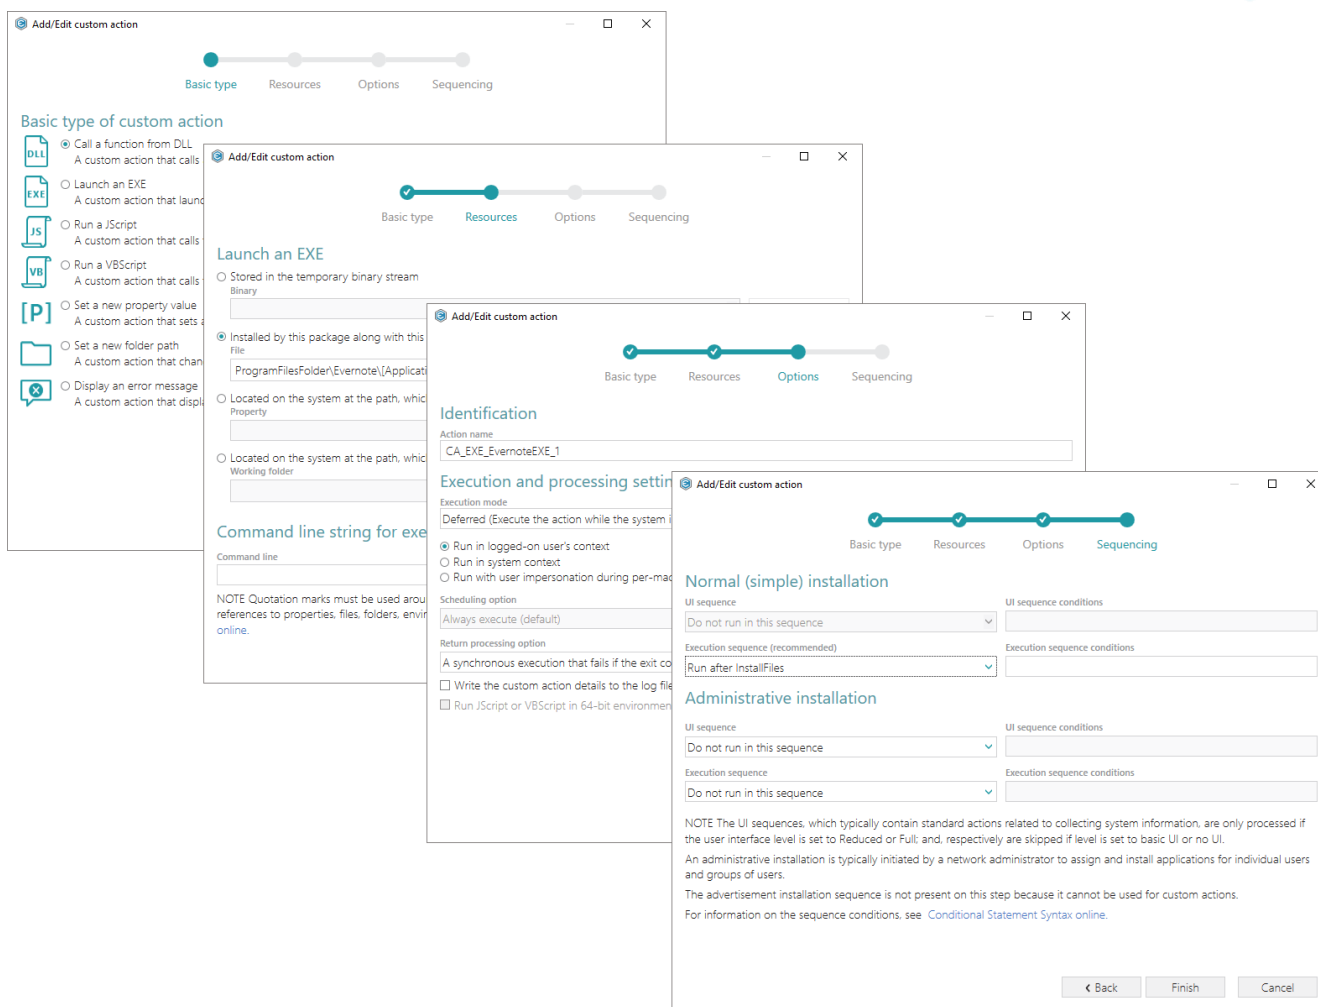 Add/Edit custom action
Basic type Resources Options Sequencing
Basic type of custom action
DLL
Call a function from DLL
A custom action that calls
EXE
Launch an EXE
A custom action that
JS
Run a JScript
A custom action that calls
VB
Run a VBScript
A custom action that calls
[P]
Set a new property value
A custom action that sets
Set a new folder path
A custom action that
Display an error message
A custom action that
Add/Edit custom action
Basic type Resources Options Sequencing
Launch an EXE
Stored in the temporary binary stream
Binary
Installed by this package along with this
File
ProgramFilesFolder\Evernote\[Applicati
Located on the system at the path, whic
Property
Located on the system at the path, whic
Working folder
Command line string for exe
Command line
NOTE Quotation marks must be used arou
references to properties, files, folders, envir
online.
Add/Edit custom action
Basic type Resources Options Sequencing
Identification
Action name
CA_EXE_EvernoteEXE_1
Execution and processing settin
Execution mode
Deferred (Execute the action while the system i
Run in logged-on user's context
Run in system context
Run with user impersonation during per-mac
Scheduling option
Always execute (default)
Return processing option
A synchronous execution that fails if the exit co
Write the custom action details to the log file
Run JScript or VBScript in 64-bit environmen
Add/Edit custom action
Basic type Resources Options Sequencing
Normal (simple) installation
UI sequence UI sequence conditions
Do not run in this sequence
Execution sequence (recommended) Execution sequence conditions
Run after InstallFiles
Administrative installation
UI sequence UI sequence conditions
Do not run in this sequence
Execution sequence Execution sequence conditions
Do not run in this sequence
NOTE The UI sequences, which typically contain standard actions related to collecting system information, are only processed if
the user interface level is set to Reduced or Full; and, respectively are skipped if level is set to basic UI or no UI.
An administrative installation is typically initiated by a network administrator to assign and install applications for individual users
and groups of users.
The advertisement installation sequence is not present on this step because it cannot be used for custom actions.
For information on the sequence conditions, see Conditional Statement Syntax online.
Back Finish Cancel